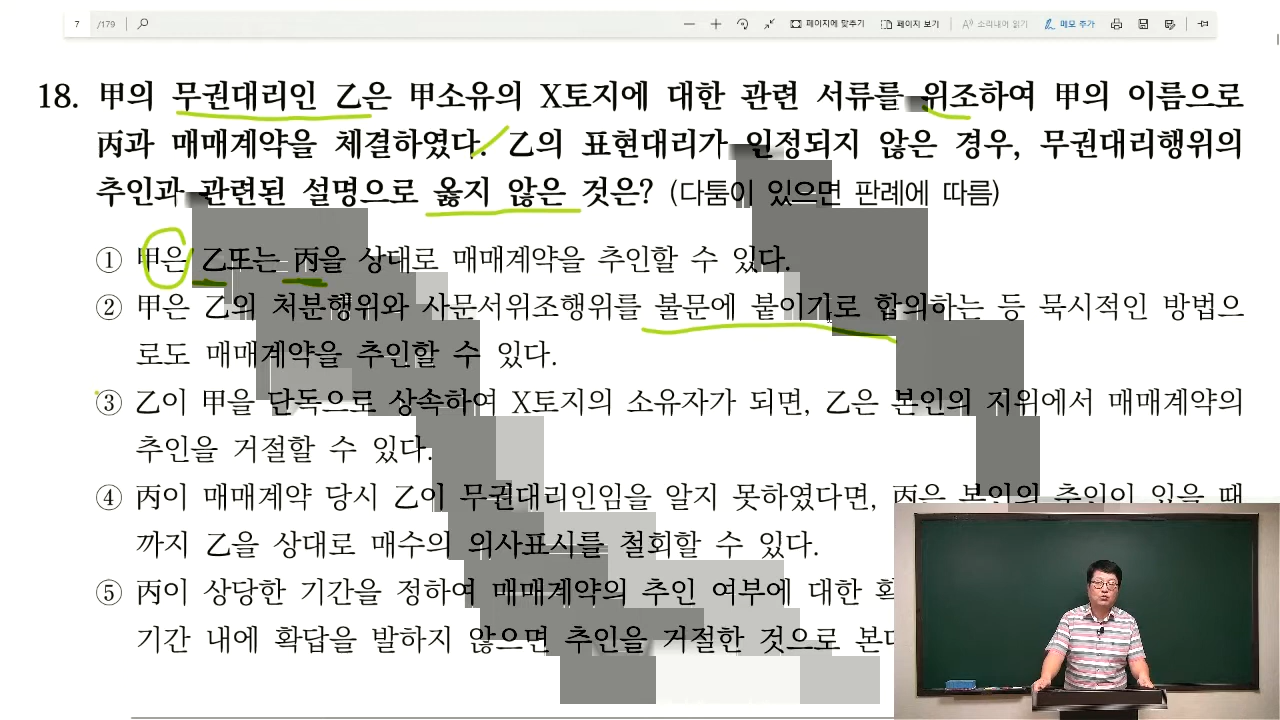 7 /179 페이지에 맞추기 페이지 보기 소리내어 읽기 메모 추가
18. 甲의 무권대리인 乙은 甲소유의 X토지에 대한 관련 서류를 위조하여 甲의 이름으로
丙과 매매계약을 체결하였다. 乙의 표현대리가 인정되지 않은 경우, 무권대리행위의
추인과 관련된 설명으로 옳지 않은 것은? (다툼이 있으면 판례에 따름)
① 甲은 乙또는 丙을 상대로 매매계약을 추인할 수 있다.
② 甲은 乙의 처분행위와 사문서위조행위를 불문에 붙이기로 합의하는 등 묵시적인 방법으
로도 매매계약을 추인할 수 있다.
③ 乙이 甲을 단독으로 상속하여 X토지의 소유자가 되면, 乙은 본인의 지위에서 매매계약의
추인을 거절할 수 있다.
④ 丙이 매매계약 당시 乙이 무권대리인임을 알지 못하였다면, 丙은 본인의 추인이 있을 때
까지 乙을 상대로 매수의 의사표시를 철회할 수 있다.
⑤ 丙이 상당한 기간을 정하여 매매계약의 추인 여부에 대한
기간 내에 확답을 발하지 않으면 추인을 거절한 것으로